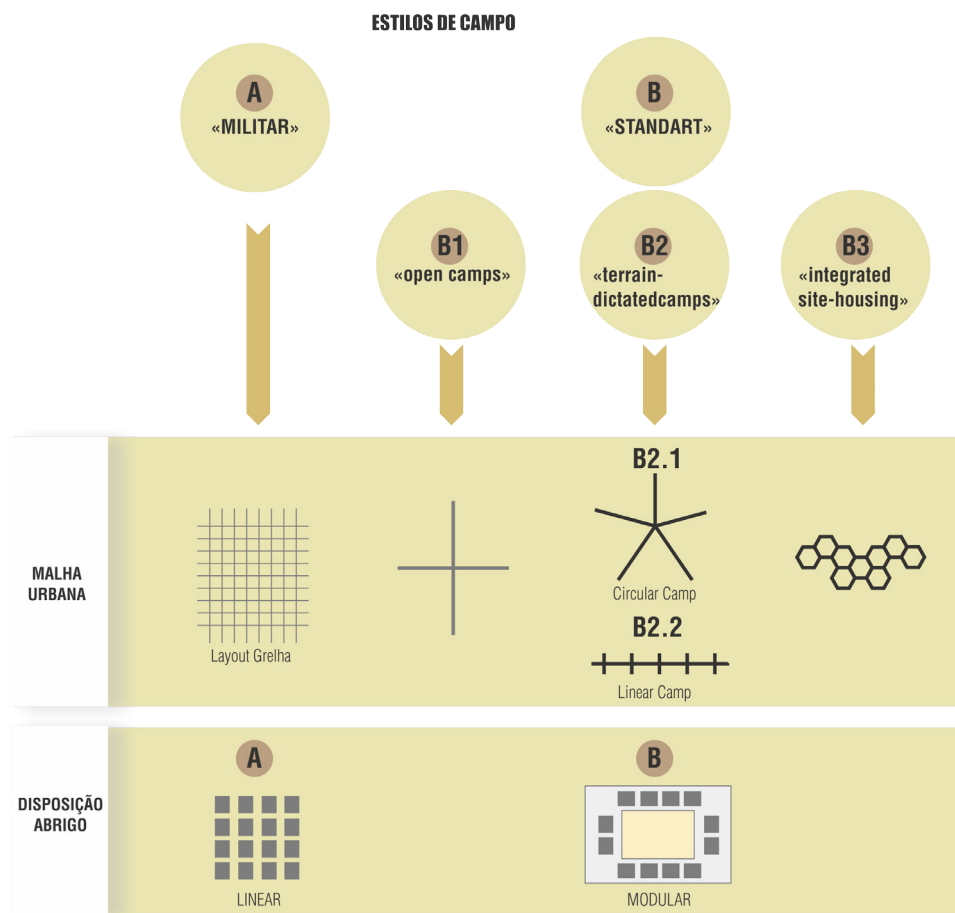 ESTILOS DE CAMPO
A
«MILITAR»
B
«STANDART»
B1
«open camps»
B2
«terrain-
dictatedcamps»
B3
«integrated
site-housing»
MALHA
URBANA
Layout Grelha
B2.1
Circular Camp
B2.2
Linear Camp
DISPOSIÇÃO
ABRIGO
A
LINEAR
B
MODULAR